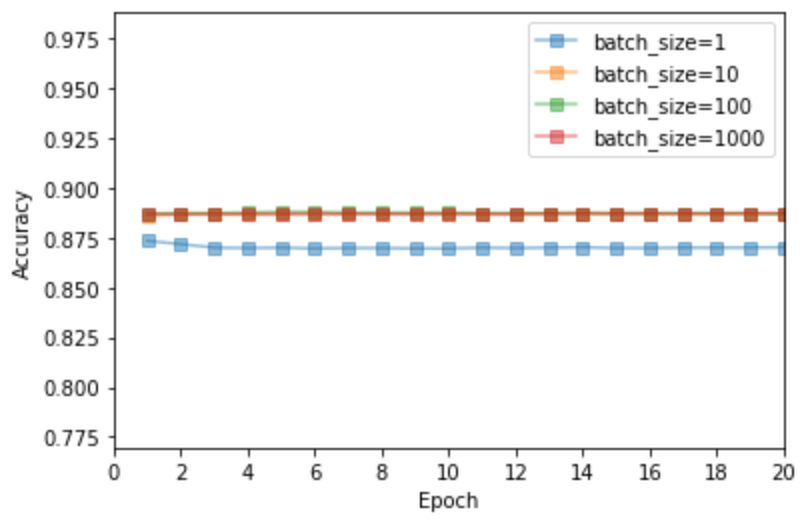 0.975
0.950
0.925
0.900
0.875
0.850
0.825
0.800
0.775
Accuracy
batch_size=1
batch_size=10
batch_size=100
batch_size=1000
0 2 4 6 8 10 12 14 16 18 20
Epoch